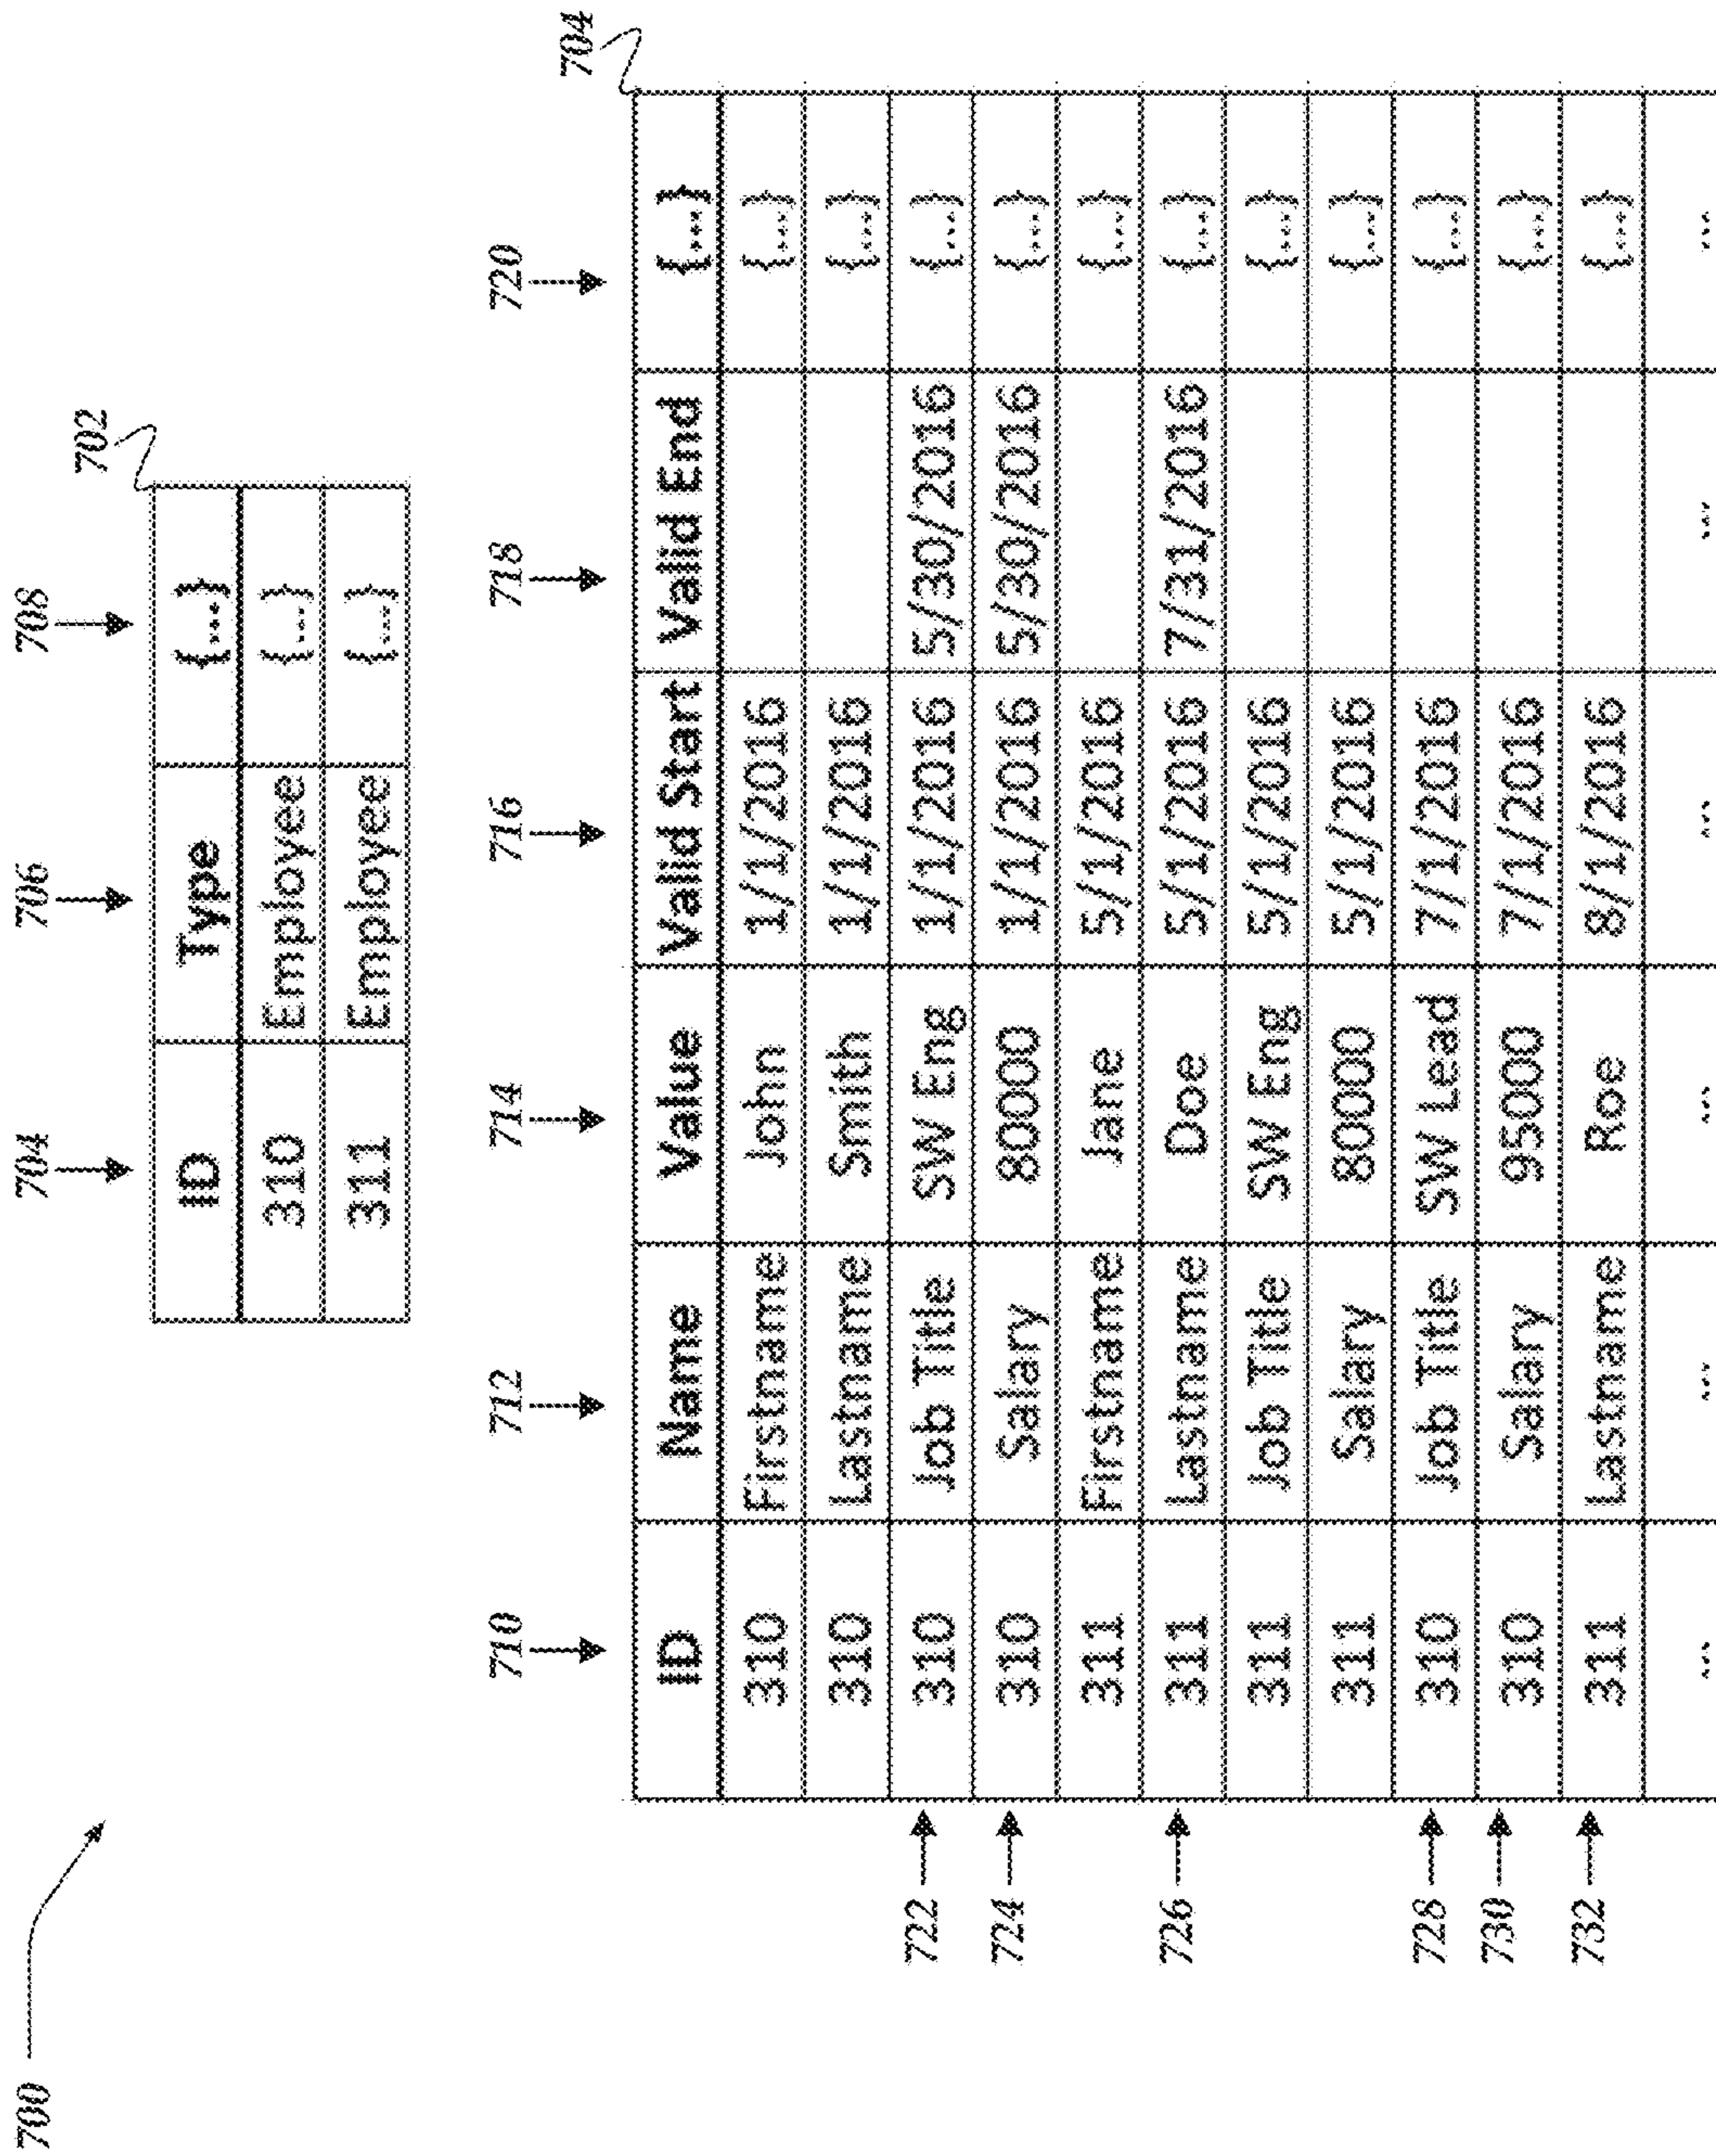 700
704 706 708
702
ID Type {...}
310 Employee {...}
311 Employee {...}
710 712 714 716 718 720
704
ID Name Value Valid Start Valid End {...}
310 Firstname John 1/1/2016 {...}
310 Lastname Smith 1/1/2016 {...}
722 310 Job Title SW Eng 1/1/2016 5/30/2016 {...}
724 310 Salary 80000 1/1/2016 5/30/2016 {...}
311 Firstname Jane 5/1/2016 {...}
726 311 Lastname Doe 5/1/2016 7/31/2016 {...}
311 Job Title SW Eng 5/1/2016 {...}
311 Salary 80000 5/1/2016 {...}
728 310 Job Title SW Lead 7/1/2016 {...}
730 310 Salary 95000 7/1/2016 {...}
732 311 Lastname Roe 8/1/2016 {...}
... ... ... ... ... ...